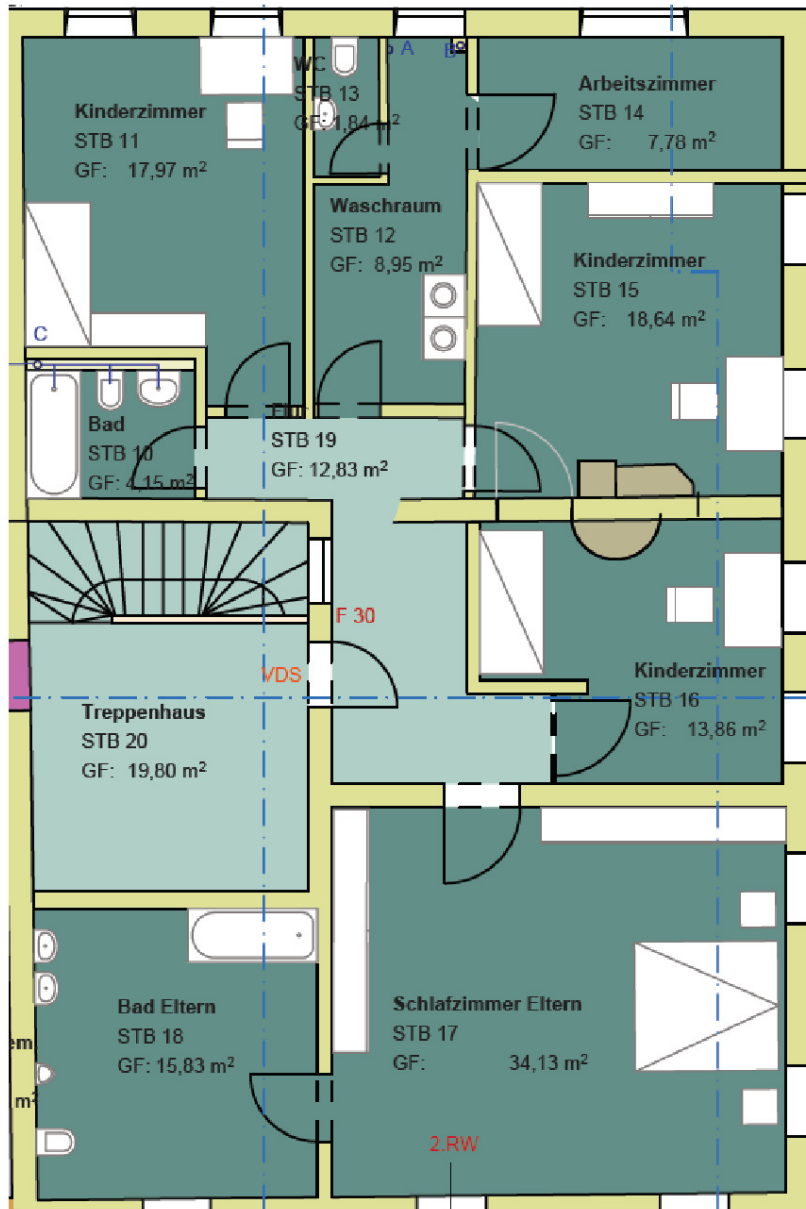 Kinderzimmer
STB 11
GF: 17,97 m²
WC
STB 13
GF: 1,84 m²
A
B
Arbeitszimmer
STB 14
GF: 7,78 m²
Waschraum
STB 12
GF: 8,95 m²
Kinderzimmer
STB 15
GF: 18,64 m²
C
Bad
STB 10
GF: 4,15 m²
STB 19
GF: 12,83 m²
F 30
VDS
Kinderzimmer
STB 16
GF: 13,86 m²
Treppenhaus
STB 20
GF: 19,80 m²
Bad Eltern
STB 18
GF: 15,83 m²
Schlafzimmer Eltern
STB 17
GF: 34,13 m²
em
m²
2.RW